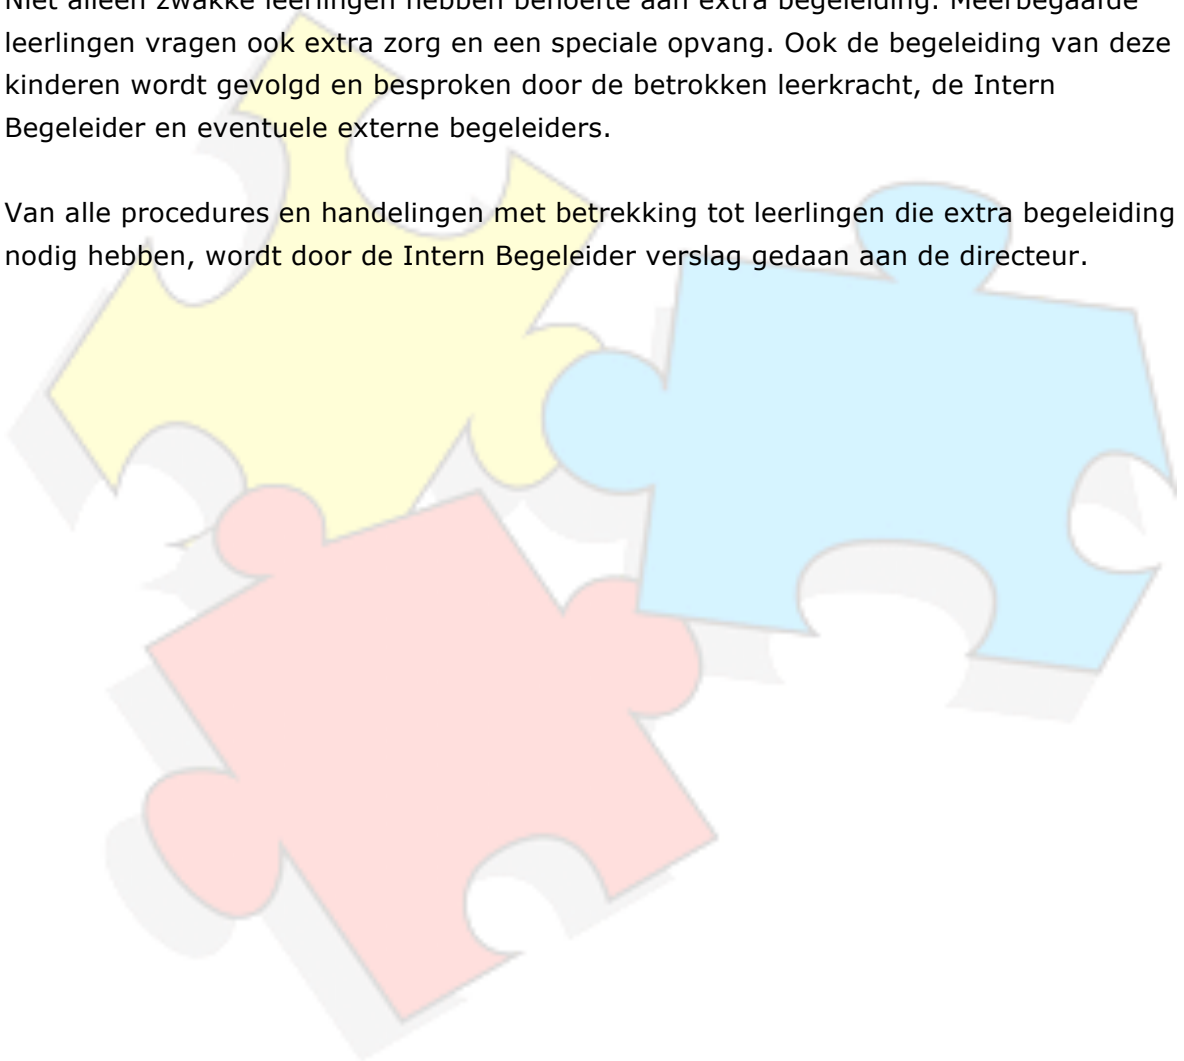 Niet alleen zwakke leerlingen hebben behoefte aan extra begeleiding. Meerbegaafde
leerlingen vragen ook extra zorg en een speciale opvang. Ook de begeleiding van deze
kinderen wordt gevolgd en besproken door de betrokken leerkracht, de Intern
Begeleider en eventuele externe begeleiders.
Van alle procedures en handelingen met betrekking tot leerlingen die extra begeleiding
nodig hebben, wordt door de Intern Begeleider verslag gedaan aan de directeur.